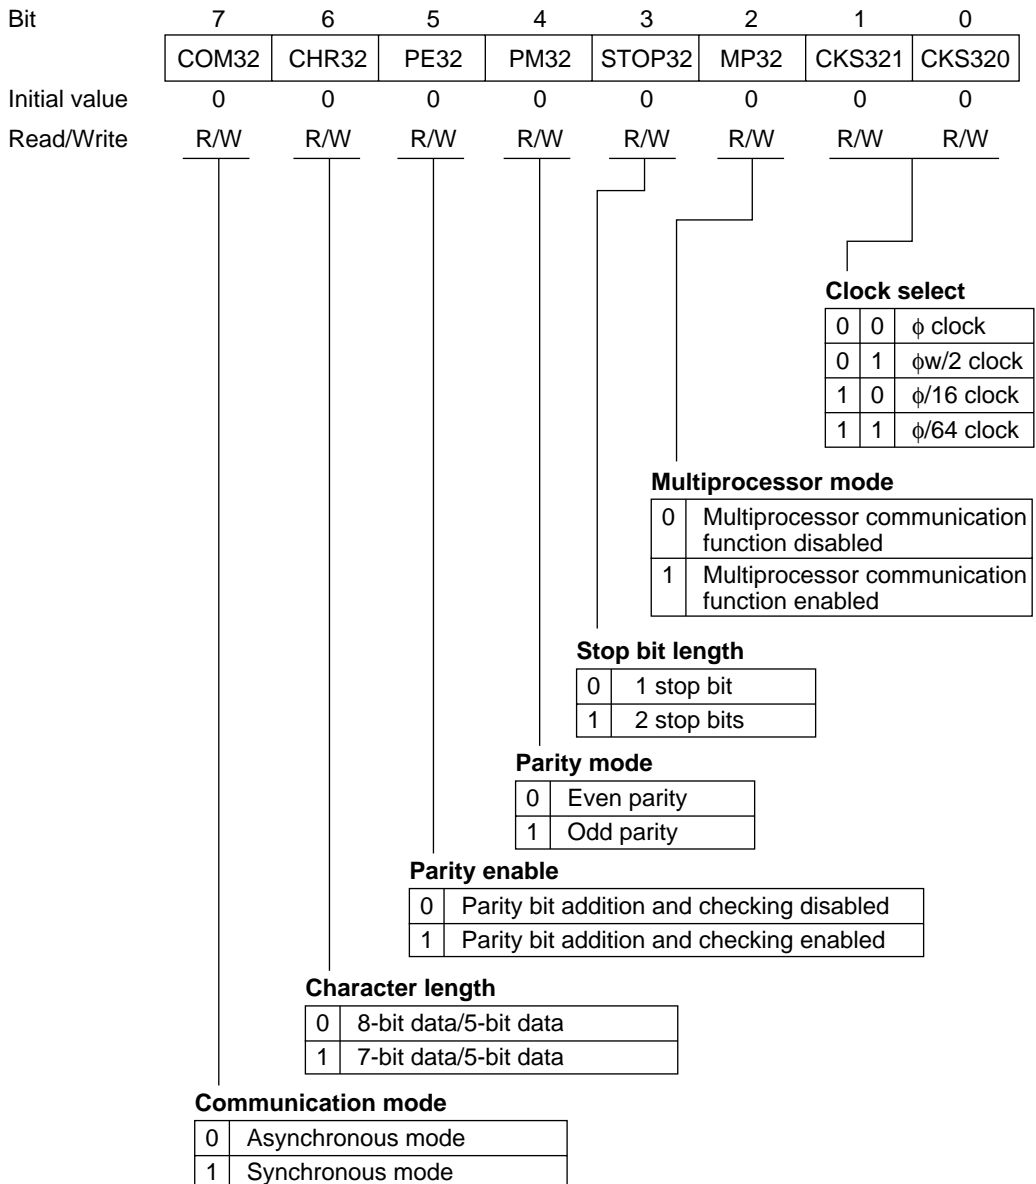 Bit 7 6 5 4 3 2 1 0
COM32 CHR32 PE32 PM32 STOP32 MP32 CKS321 CKS320
Initial value 0 0 0 0 0 0 0 0
Read/Write R/W R/W R/W R/W R/W R/W R/W R/W
Clock select
0 0 ϕ clock
0 1 ϕw/2 clock
1 0 ϕ/16 clock
1 1 ϕ/64 clock
Multiprocessor mode
0 Multiprocessor communication
function disabled
1 Multiprocessor communication
function enabled
Stop bit length
0 1 stop bit
1 2 stop bits
Parity mode
0 Even parity
1 Odd parity
Parity enable
0 Parity bit addition and checking disabled
1 Parity bit addition and checking enabled
Character length
0 8-bit data/5-bit data
1 7-bit data/5-bit data
Communication mode
0 Asynchronous mode
1 Synchronous mode